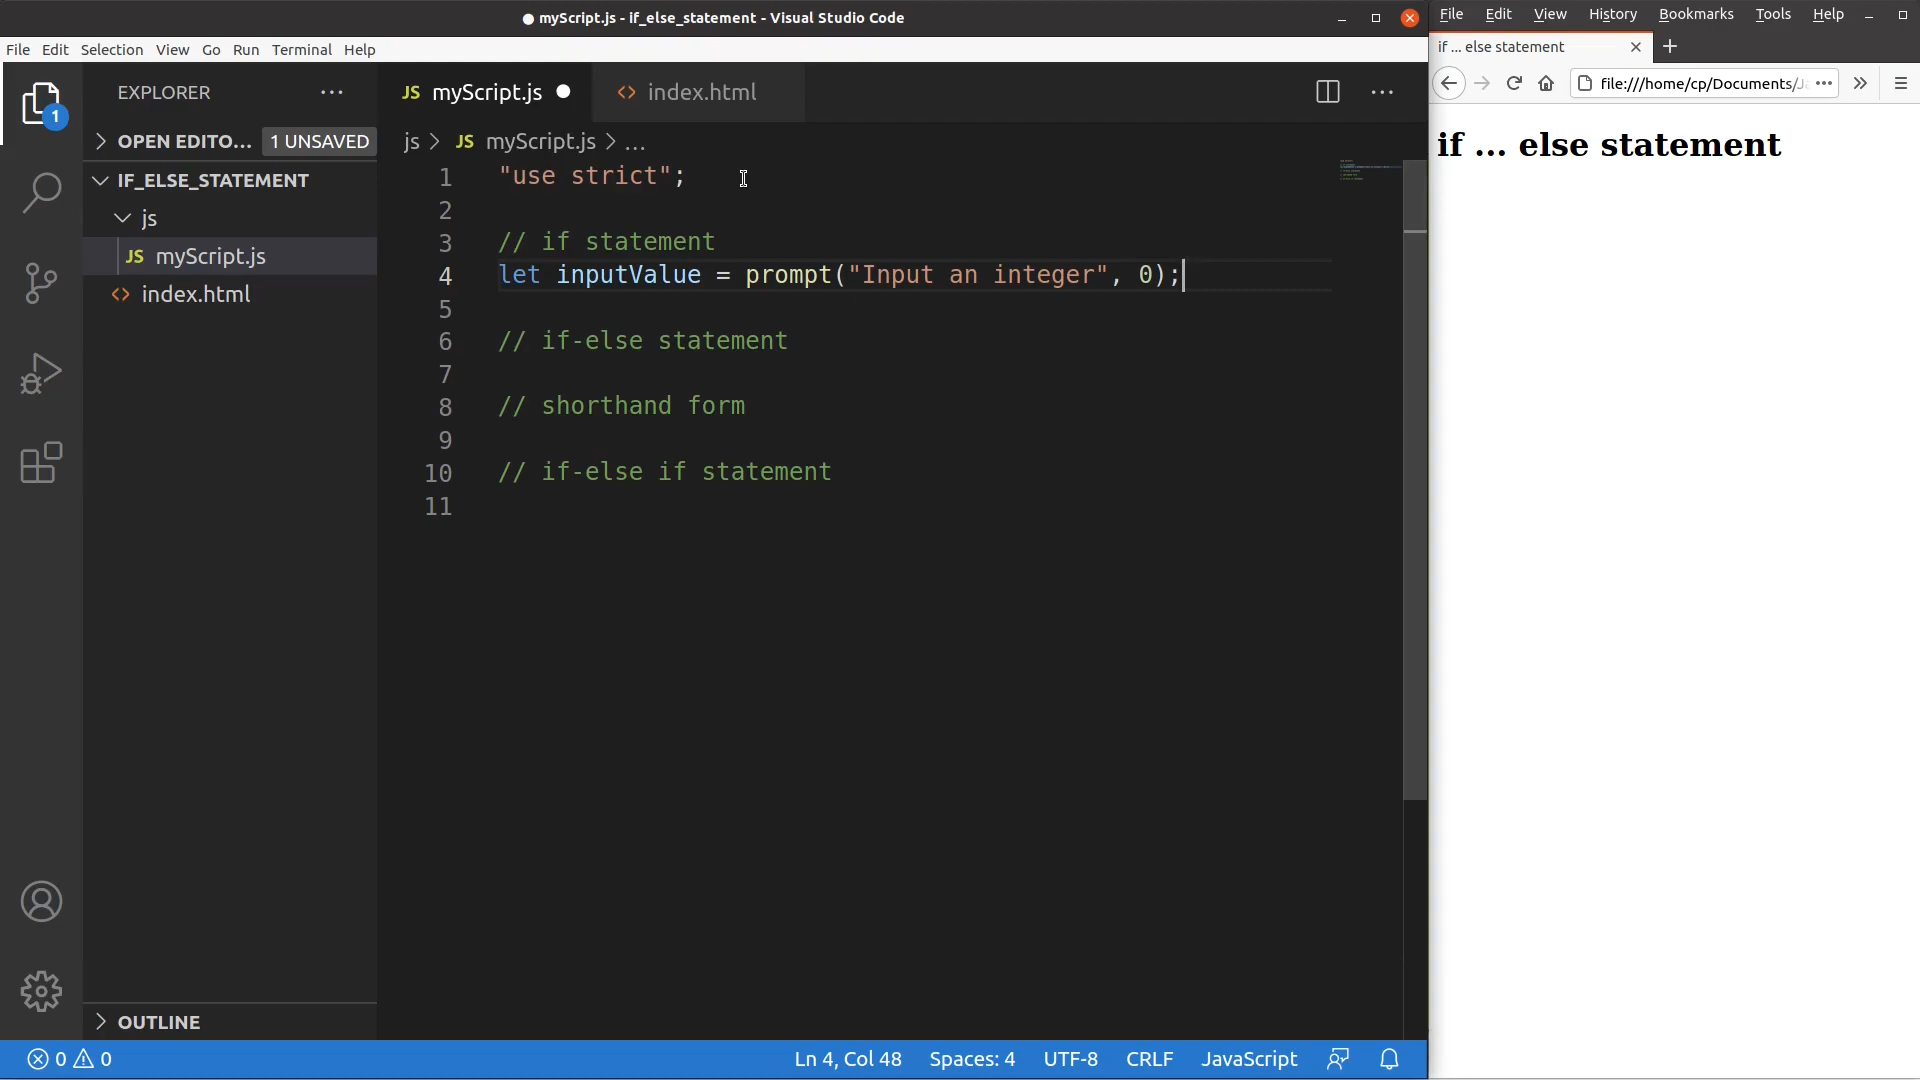 ● myScript.js - if_else_statement - Visual Studio Code
File Edit Selection View Go Run Terminal Help
1
EXPLORER ...
OPEN EDITO... 1 UNSAVED
IF_ELSE_STATEMENT
js
JS myScript.js
<> index.html
OUTLINE
JS myScript.js ● <> index.html ...
js > JS myScript.js > ...
1 "use strict";
2
3 // if statement
4 let inputValue = prompt("Input an integer", 0);
5
6 // if-else statement
7
8 // shorthand form
9
10 // if-else if statement
11
0 0 Ln 4, Col 48 Spaces: 4 UTF-8 CRLF JavaScript
File Edit View History Bookmarks Tools Help
if ... else statement
file:///home/cp/Documents/
if ... else statement